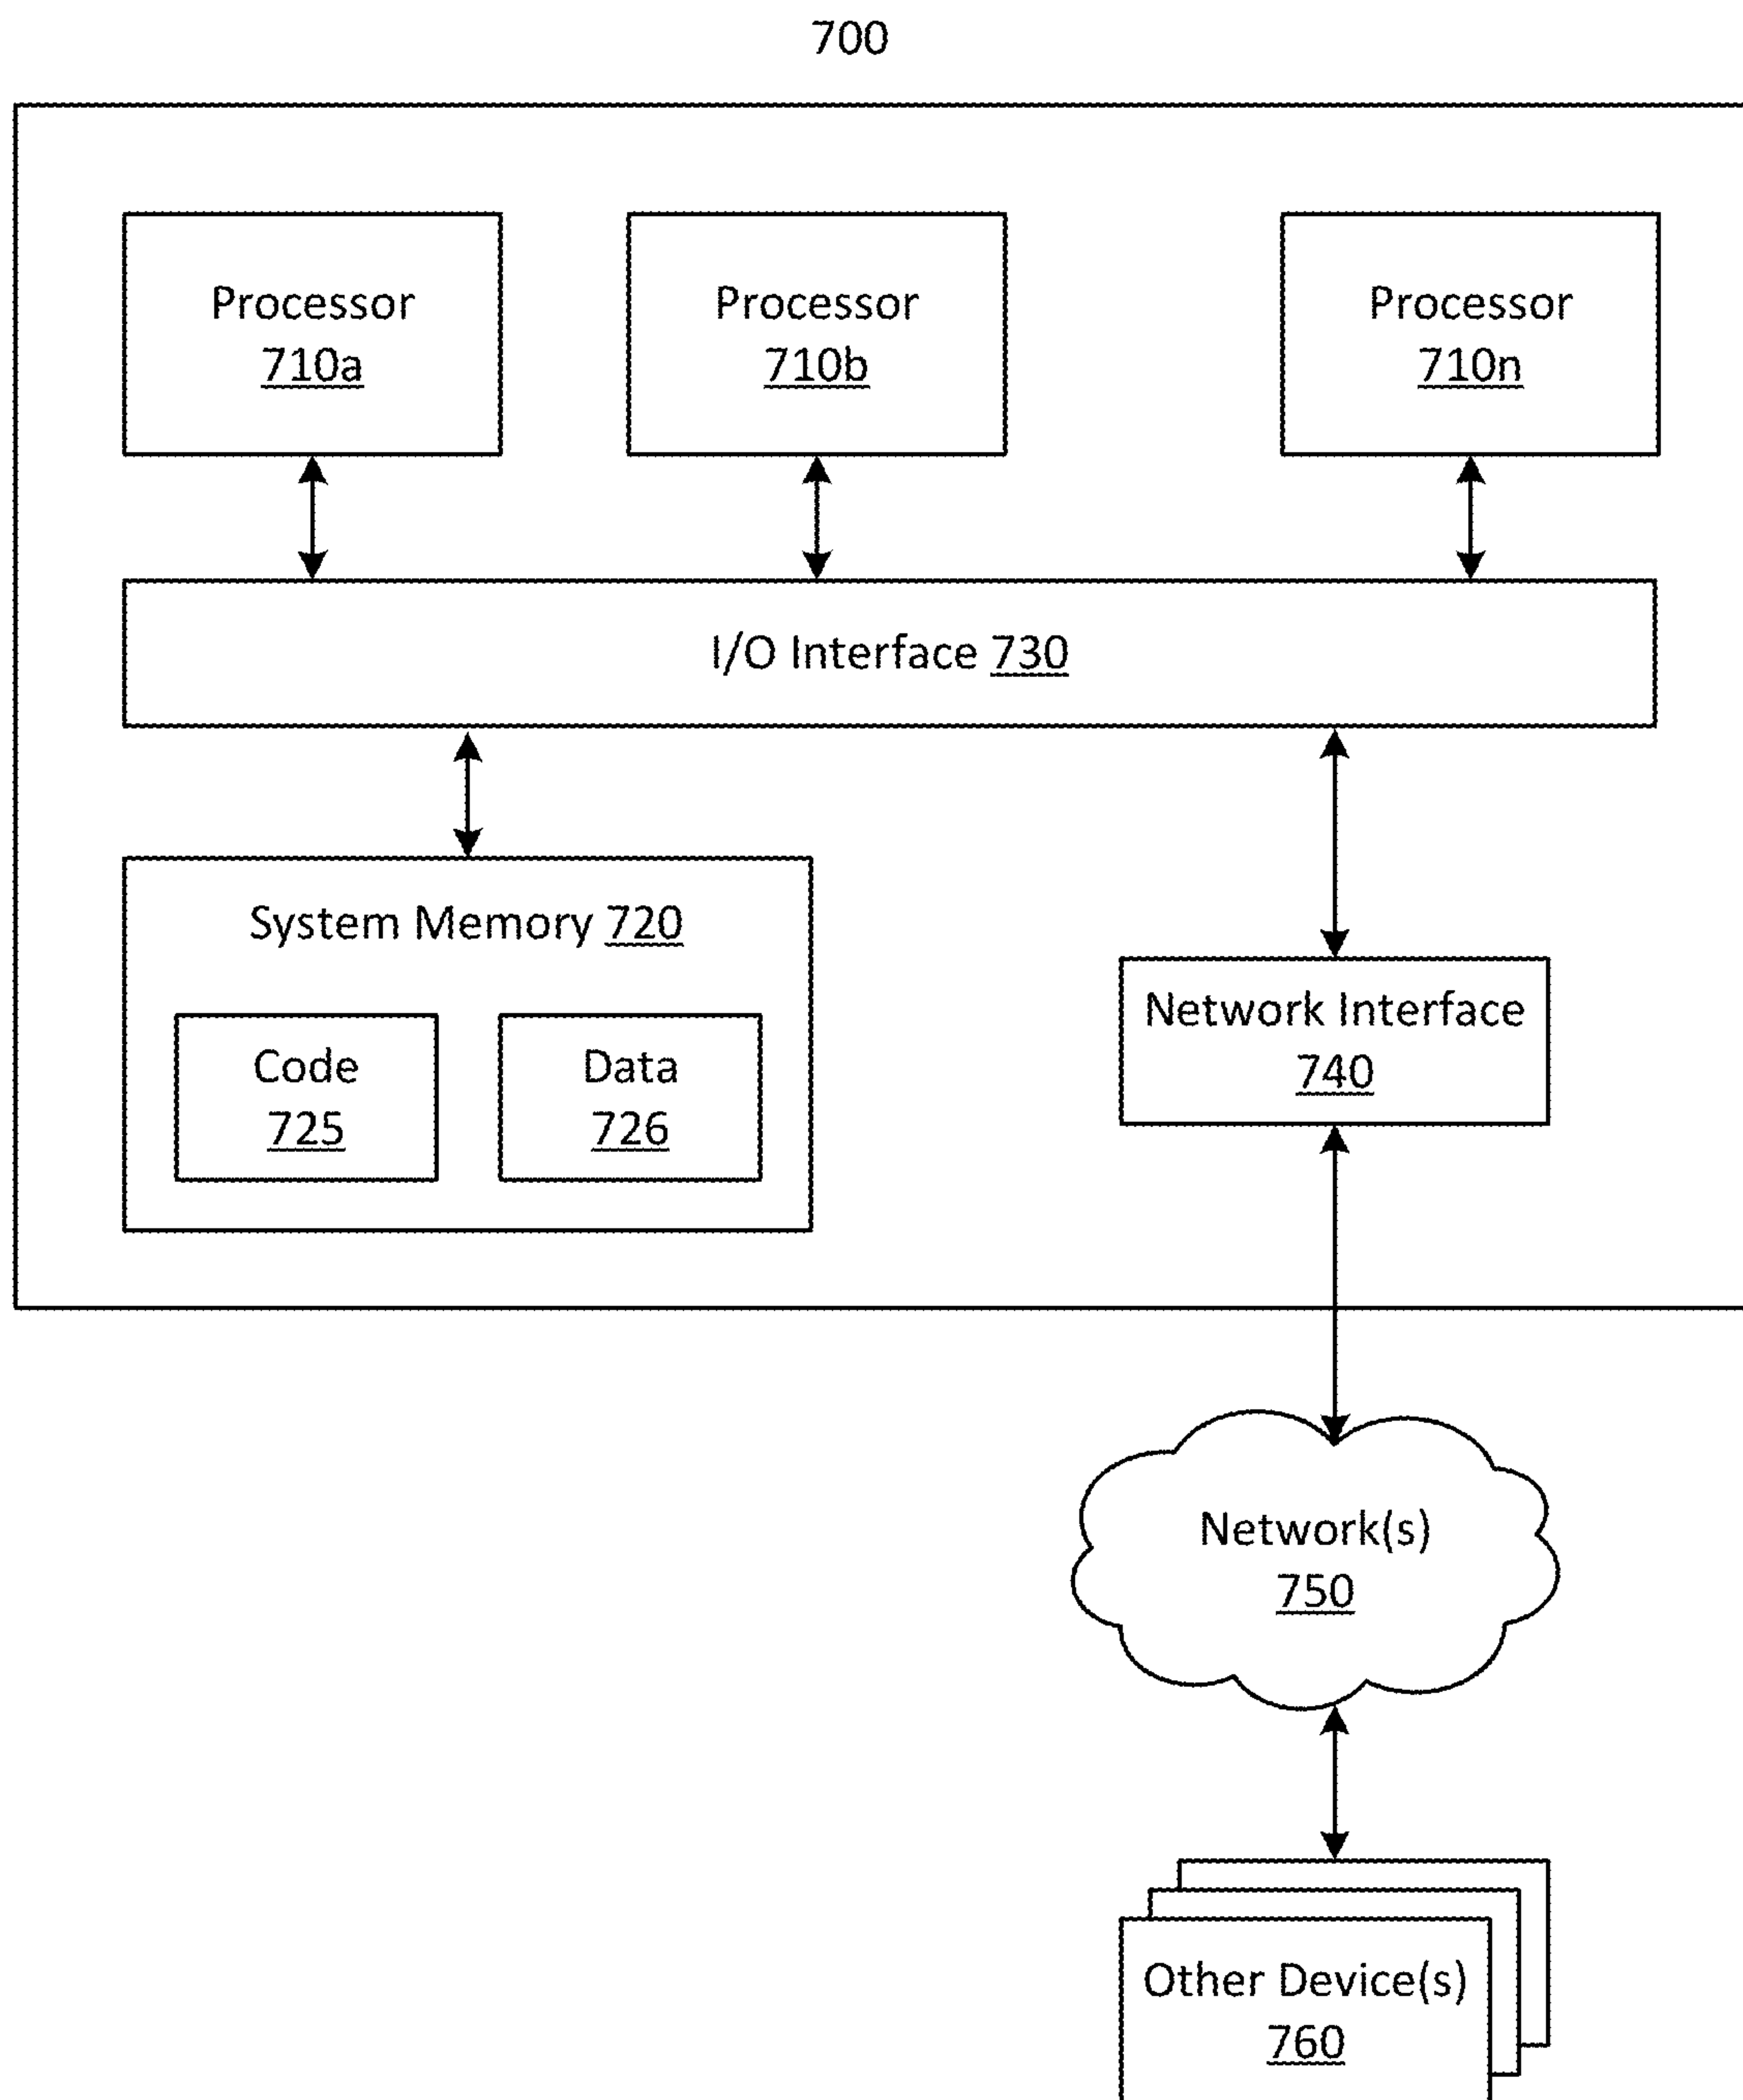 700
Processor
710a
Processor
710b
Processor
710n
I/O Interface 730
System Memory 720
Code
725
Data
726
Network Interface
740
Network(s)
750
Other Device(s)
760